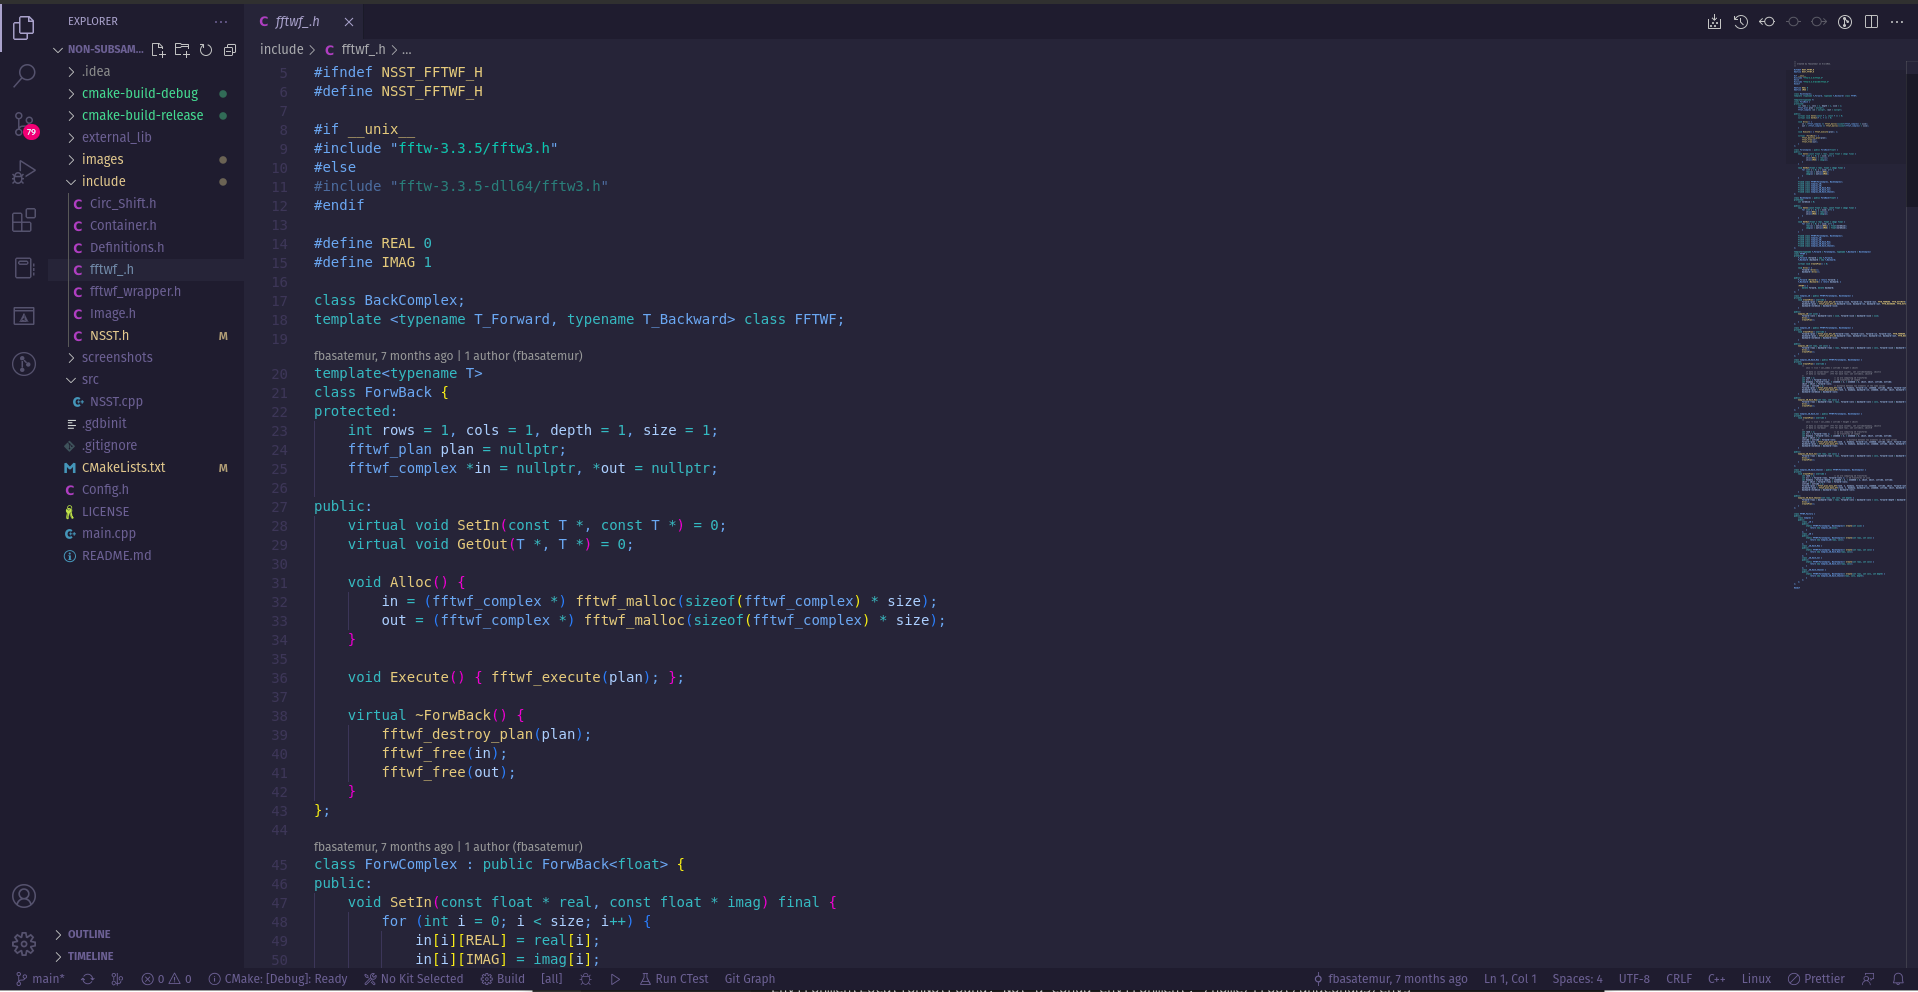 EXPLORER
NON-SUBSAM...
.idea
cmake-build-debug
cmake-build-release
external_lib
images
include
C Circ_Shift.h
C Container.h
C Definitions.h
C fftwf_.h
C fftwf_wrapper.h
C Image.h
C NSST.h M
screenshots
src
NSST.cpp
.gdbinit
.gitignore
M CMakeLists.txt M
C Config.h
LICENSE
main.cpp
README.md
OUTLINE
TIMELINE
79
C fftwf_.h
include > C fftwf_.h > ...
5 #ifndef NSST_FFTWF_H
6 #define NSST_FFTWF_H
7
8 #if __unix__
9 #include "fftw-3.3.5/fftw3.h"
10 #else
11 #include "fftw-3.3.5-dll64/fftw3.h"
12 #endif
13
14 #define REAL 0
15 #define IMAG 1
16
17 class BackComplex;
18 template <typename T_Forward, typename T_Backward> class FFTWF;
19
fbasatemur, 7 months ago | 1 author (fbasatemur)
20 template<typename T>
21 class ForwBack {
22 protected:
23 int rows = 1, cols = 1, depth = 1, size = 1;
24 fftwf_plan plan = nullptr;
25 fftwf_complex *in = nullptr, *out = nullptr;
26
27 public:
28 virtual void SetIn(const T *, const T *) = 0;
29 virtual void GetOut(T *, T *) = 0;
30
31 void Alloc() {
32 in = (fftwf_complex *) fftwf_malloc(sizeof(fftwf_complex) * size);
33 out = (fftwf_complex *) fftwf_malloc(sizeof(fftwf_complex) * size);
34 }
35
36 void Execute() { fftwf_execute(plan); };
37
38 virtual ~ForwBack() {
39 fftwf_destroy_plan(plan);
40 fftwf_free(in);
41 fftwf_free(out);
42 }
43 };
44
fbasatemur, 7 months ago | 1 author (fbasatemur)
45 class ForwComplex : public ForwBack<float> {
46 public:
47 void SetIn(const float * real, const float * imag) final {
48 for (int i = 0; i < size; i++) {
49 in[i][REAL] = real[i];
50 in[i][IMAG] = imag[i];
main* 0 0 CMake: [Debug]: Ready No Kit Selected Build [all] Run CTest Git Graph fbasatemur, 7 months ago Ln 1, Col 1 Spaces: 4 UTF-8 CRLF C++ Linux Prettier